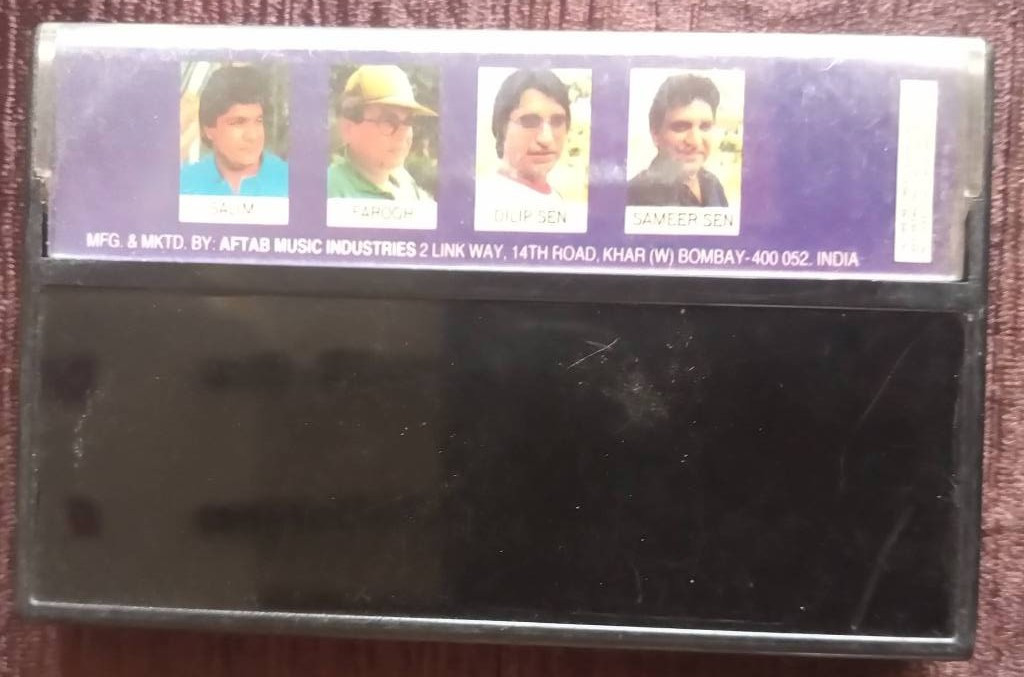 SALIM
FAROGH
DILIP SEN
SAMEER SEN
MFG. & MKTD. BY: AFTAB MUSIC INDUSTRIES 2 LINK WAY, 14TH ROAD, KHAR (W) BOMBAY-400 052. INDIA